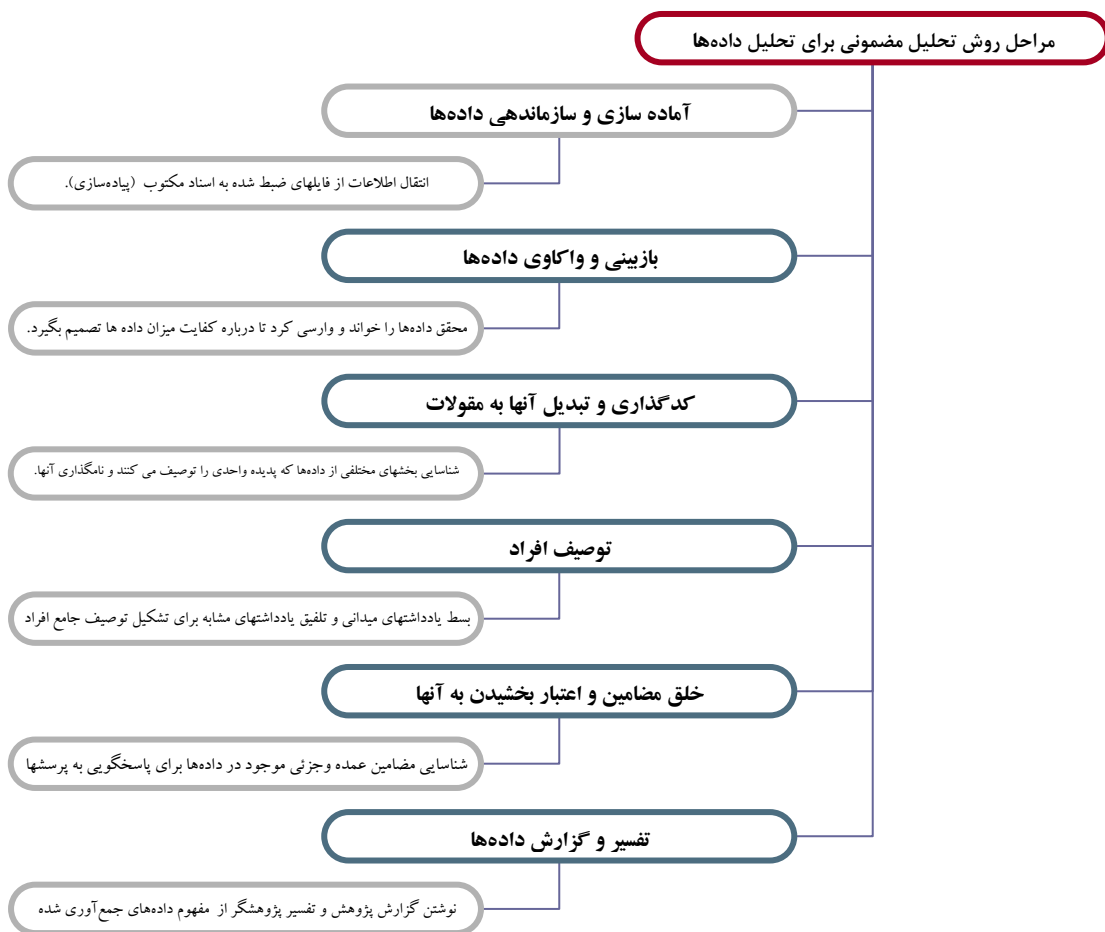 مراحل روش تحلیل مضمونی برای تحلیل داده‌ها
آماده سازی و سازماندهی داده‌ها
انتقال اطلاعات از فایلهای ضبط شده به اسناد مکتوب (پیاده‌سازی).
بازبینی و واکاوی داده‌ها
محقق داده‌ها را خواند و وارسی کرد تا درباره کفایت میزان داده ها تصمیم بگیرد.
کدگذاری و تبدیل آنها به مقولات
شناسایی بخشهای مختلفی از داده‌ها که پدیده واحدی را توصیف می کنند و نامگذاری آنها.
توصیف افراد
بسط یادداشتهای میدانی و تلفیق یادداشتهای مشابه برای تشکیل توصیف جامع افراد
خلق مضامین و اعتبار بخشیدن به آنها
شناسایی مضامین عمده وجزئی موجود در داده‌ها برای پاسخگویی به پرسشها
تفسیر و گزارش داده‌ها
نوشتن گزارش پژوهش و تفسیر پژوهشگر از مفهوم داده‌های جمع‌آوری شده